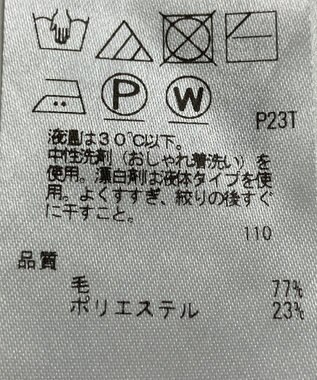 P
W
P23T
液温は30℃以下。
中性洗剤（おしゃれ着洗い）を
使用。漂白剤は液体タイプを使
用。よくすすぎ、絞りの後すぐ
に干すこと。
110
品質
毛 77%
ポリエステル 23%